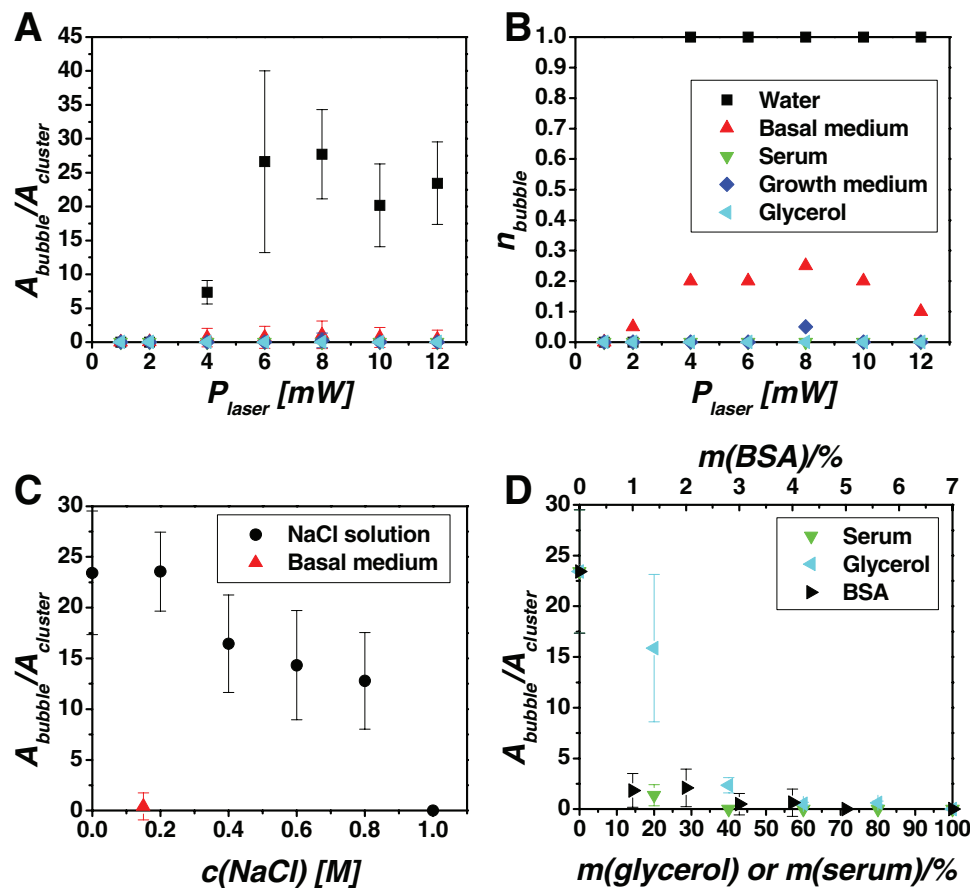 A
B
45
40
35
30
25
20
15
10
5
0
A_bubble/A_cluster
0 2 4 6 8 10 12
P_laser [mW]
1.0
0.9
0.8
0.7
0.6
0.5
0.4
0.3
0.2
0.1
0.0
n_bubble
Water
Basal medium
Serum
Growth medium
Glycerol
0 2 4 6 8 10 12
P_laser [mW]
C
30
25
20
15
10
5
0
A_bubble/A_cluster
NaCl solution
Basal medium
0.0 0.2 0.4 0.6 0.8 1.0
c(NaCl) [M]
D
m(BSA)/%
0 1 2 3 4 5 6 7
30
25
20
15
10
5
0
A_bubble/A_cluster
Serum
Glycerol
BSA
0 10 20 30 40 50 60 70 80 90 100
m(glycerol) or m(serum)/%